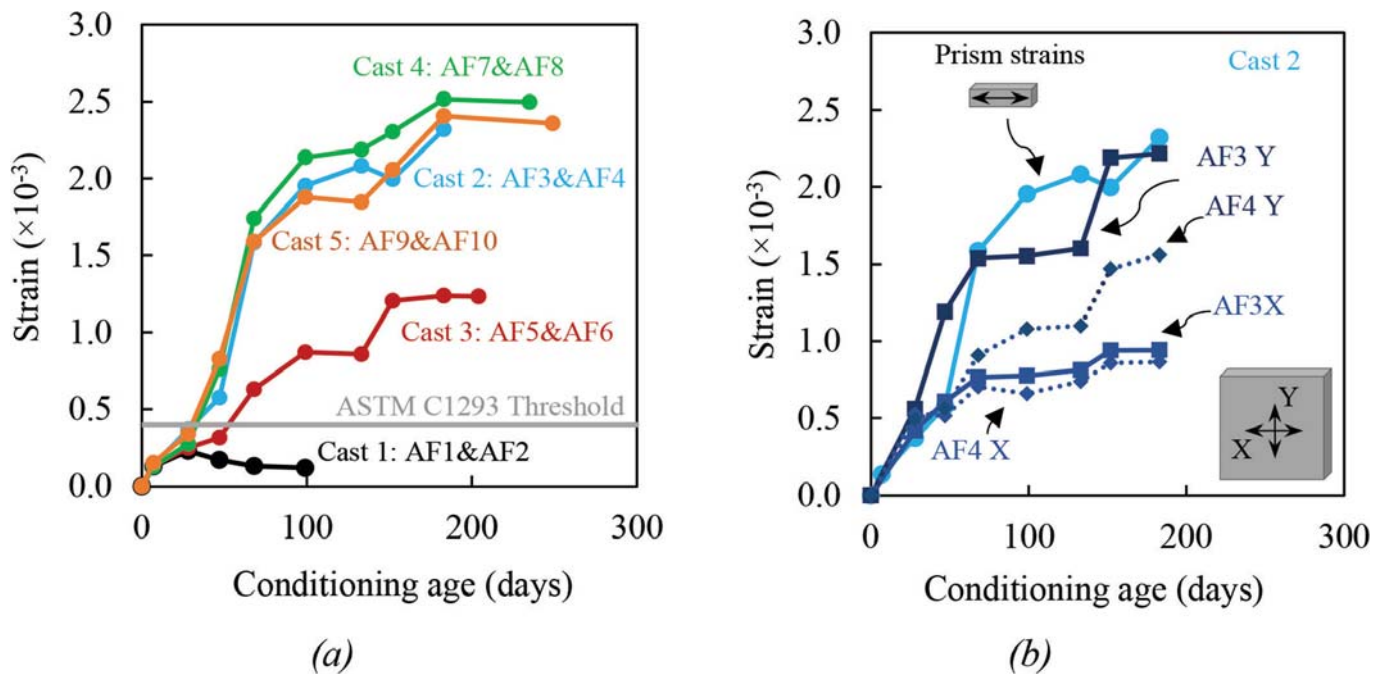 3.0
2.5
2.0
1.5
1.0
0.5
0.0
Strain (×10-3)
Cast 4: AF7&AF8
Cast 2: AF3&AF4
Cast 5: AF9&AF10
Cast 3: AF5&AF6
ASTM C1293 Threshold
Cast 1: AF1&AF2
0 100 200 300
Conditioning age (days)
(a)
3.0
2.5
2.0
1.5
1.0
0.5
0.0
Strain (×10-3)
Prism strains
Cast 2
AF3 Y
AF4 Y
AF3X
AF4 X
Y
X
0 100 200 300
Conditioning age (days)
(b)